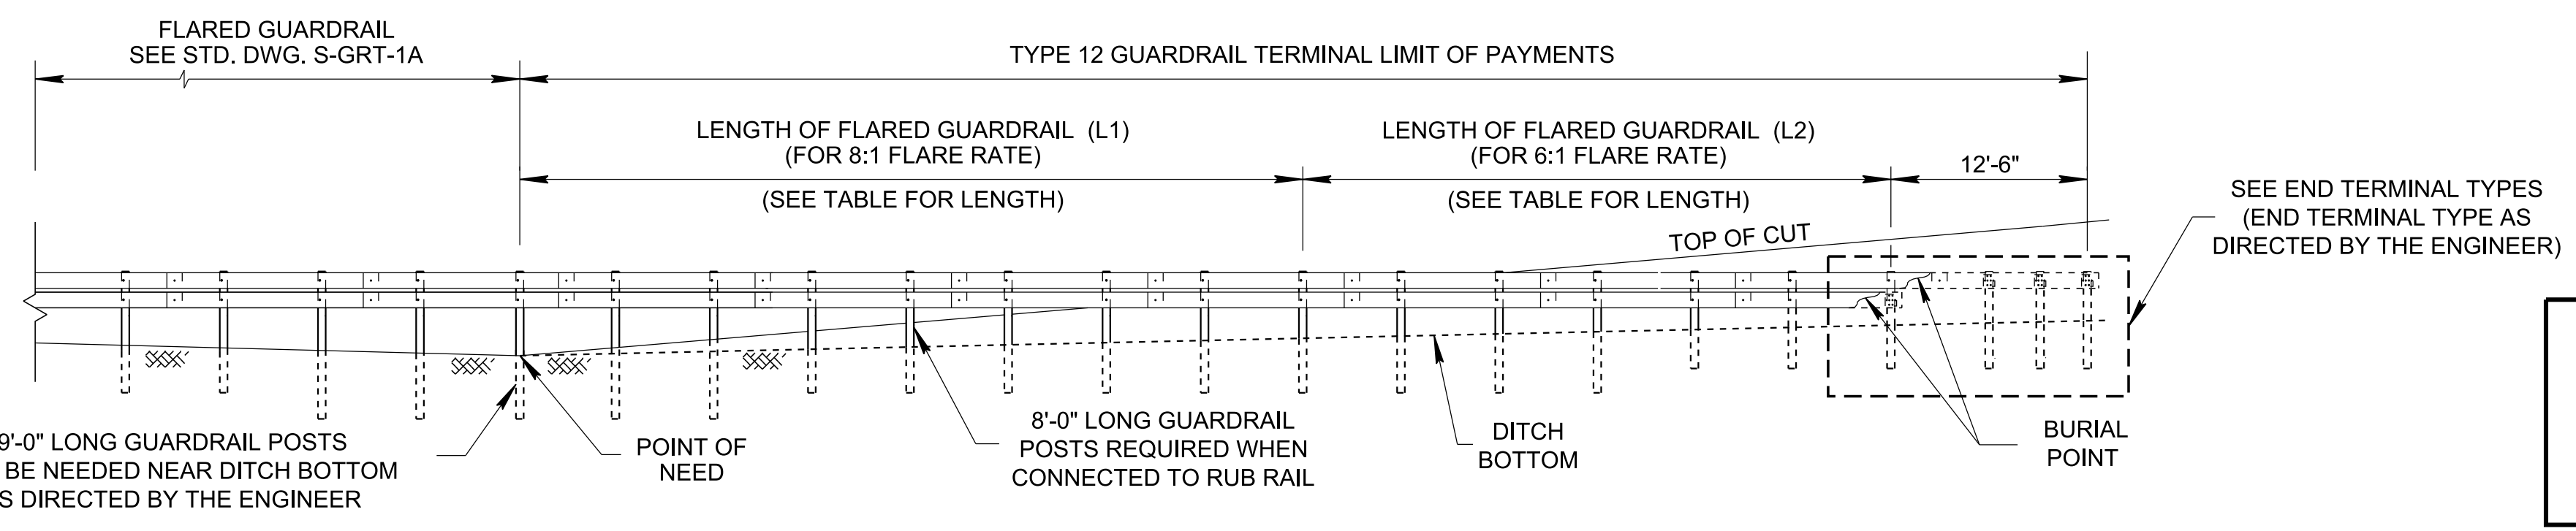 FLARED GUARDRAIL
SEE STD. DWG. S-GRT-1A
TYPE 12 GUARDRAIL TERMINAL LIMIT OF PAYMENTS
LENGTH OF FLARED GUARDRAIL (L1)
(FOR 8:1 FLARE RATE)
(SEE TABLE FOR LENGTH)
LENGTH OF FLARED GUARDRAIL (L2)
(FOR 6:1 FLARE RATE)
(SEE TABLE FOR LENGTH)
12'-6"
SEE END TERMINAL TYPES
(END TERMINAL TYPE AS
DIRECTED BY THE ENGINEER)
TOP OF CUT
9'-0" LONG GUARDRAIL POSTS
BE NEEDED NEAR DITCH BOTTOM
S DIRECTED BY THE ENGINEER
POINT OF
NEED
8'-0" LONG GUARDRAIL
POSTS REQUIRED WHEN
CONNECTED TO RUB RAIL
DITCH
BOTTOM
BURIAL
POINT